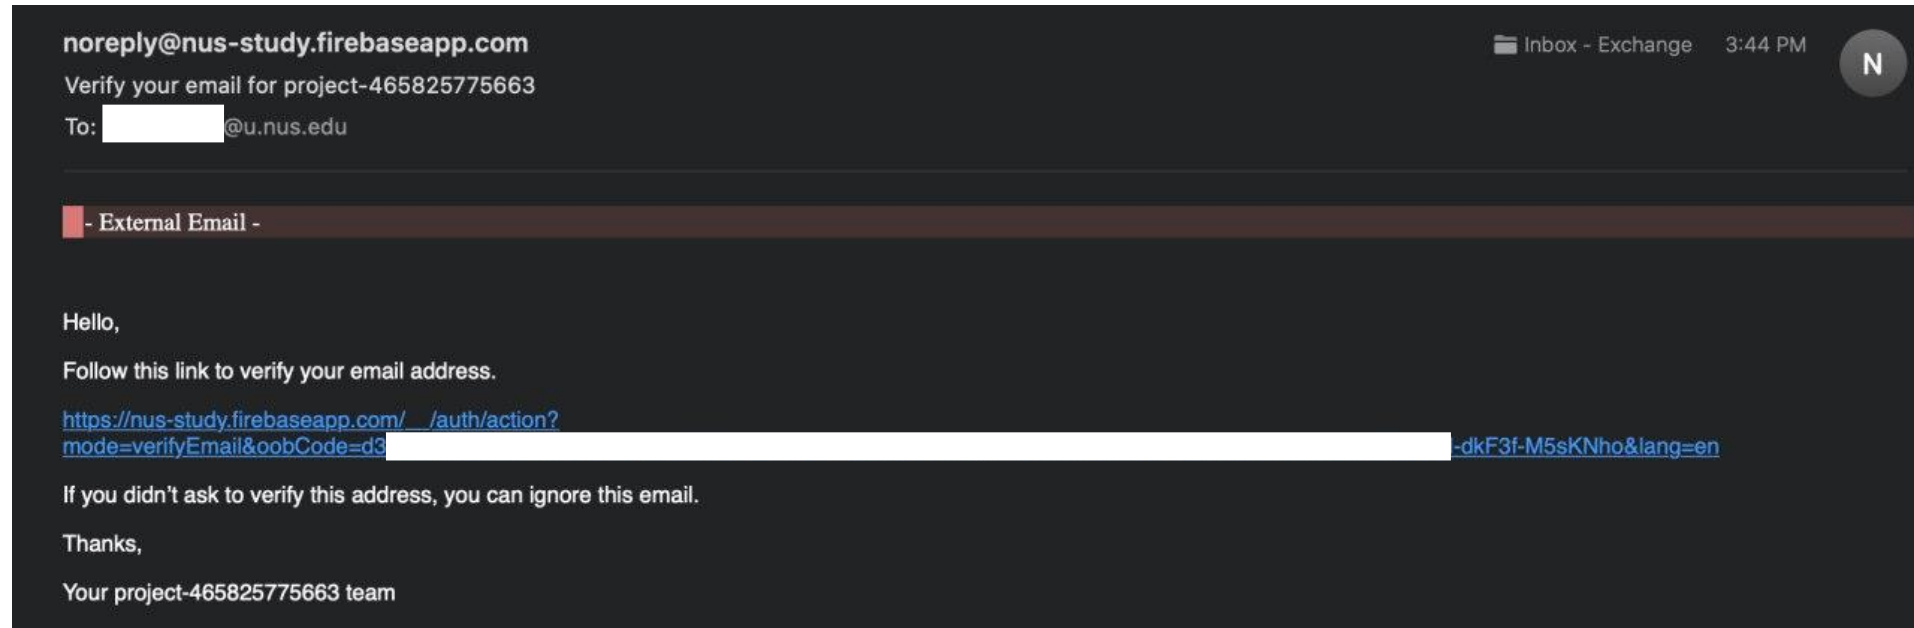 noreply@nus-study.firebaseapp.com
Inbox - Exchange 3:44 PM
N
Verify your email for project-465825775663
To: @u.nus.edu
- External Email -
Hello,
Follow this link to verify your email address.
https://nus-study.firebaseapp.com/__/auth/action?
mode=verifyEmail&oobCode=d3 -dkF3f-M5sKNho&lang=en
If you didn't ask to verify this address, you can ignore this email.
Thanks,
Your project-465825775663 team